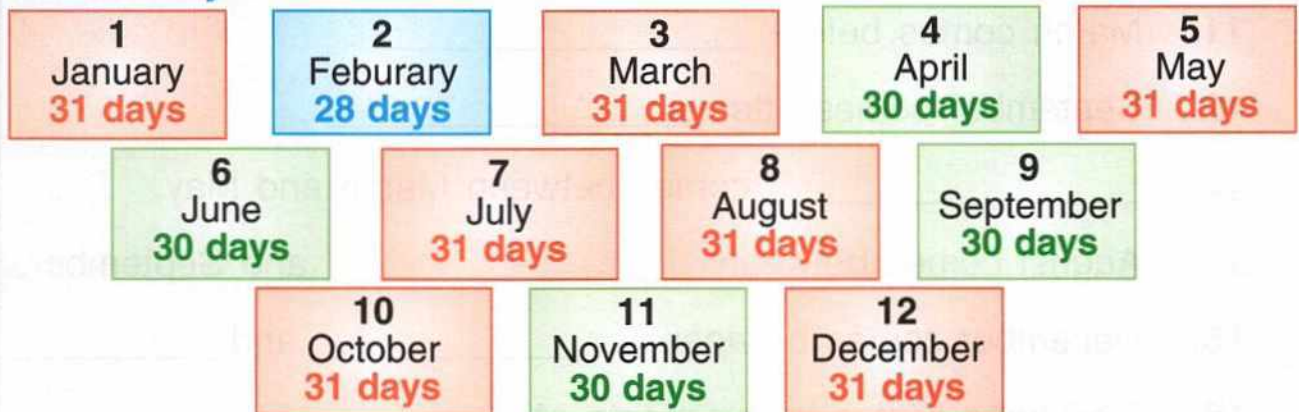 1
January
31 days
2
Feburary
28 days
3
March
31 days
4
April
30 days
5
May
31 days
6
June
30 days
7
July
31 days
8
August
31 days
9
September
30 days
10
October
31 days
11
November
30 days
12
December
31 days